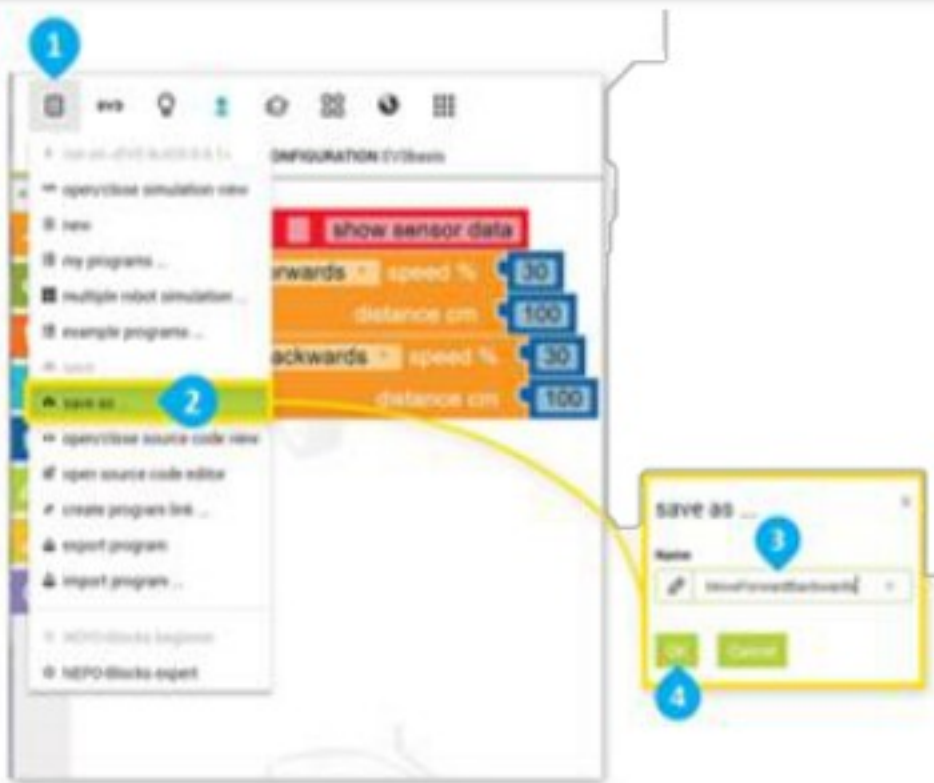 1
CONFIGURATION EV3basis
open/close simulation view
new
my programs ...
multiple robot simulation ...
example programs ...
save
save as ...
2
open/close source code view
open source code editor
create program link ...
export program
import program ...
NEPO-Blocks beginner
NEPO-Blocks expert
show sensor data
rwards speed % 30
distance cm 100
ackwards speed % 30
distance cm 100
save as ...
3
Name
MoveForwardBackwards
OK Cancel
4